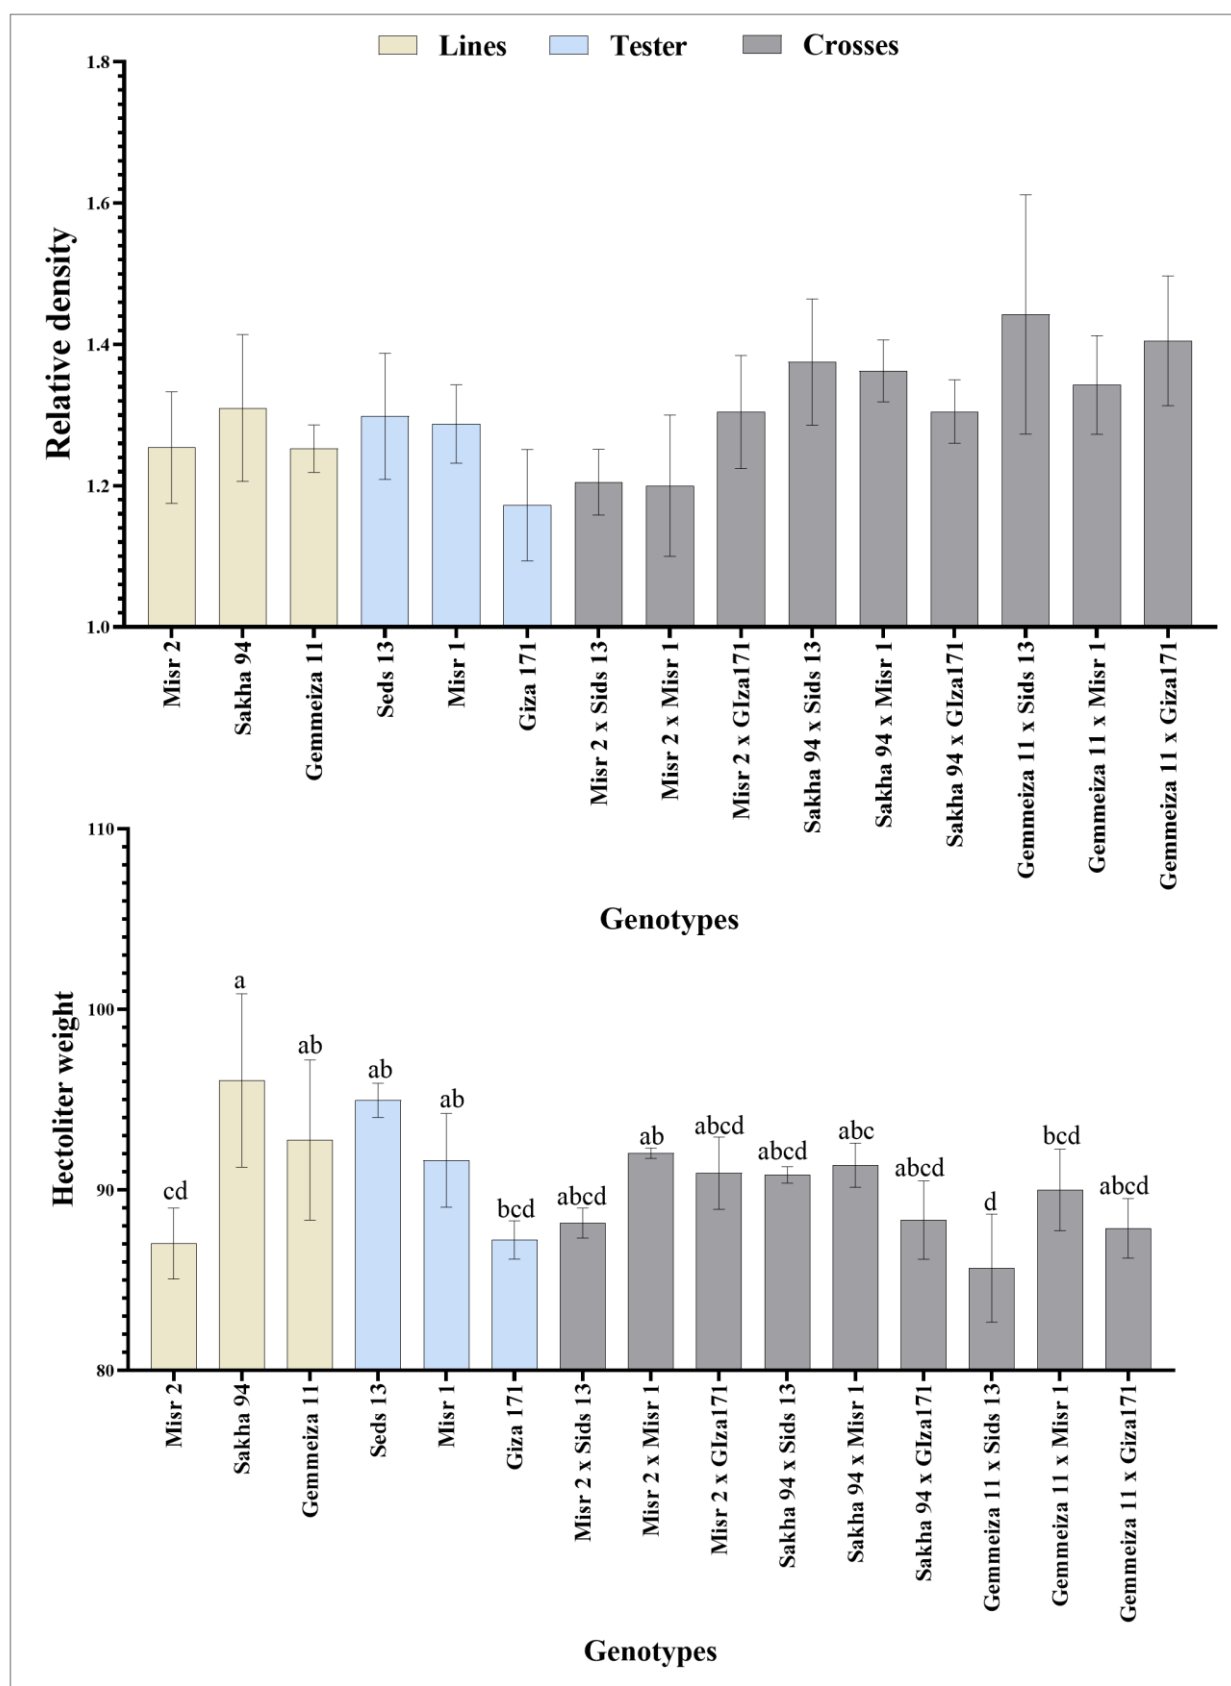 Lines Tester Crosses
Relative density
1.8
1.6
1.4
1.2
1.0
Misr 2
Sakha 94
Gemmeiza 11
Seds 13
Misr 1
Giza 171
Misr 2 x Sids 13
Misr 2 x Misr 1
Misr 2 x GIza171
Sakha 94 x Sids 13
Sakha 94 x Misr 1
Sakha 94 x GIza171
Gemmeiza 11 x Sids 13
Gemmeiza 11 x Misr 1
Gemmeiza 11 x Giza171
Genotypes
Hectoliter weight
110
100
90
80
cd
a
ab
ab
ab
bcd
abcd
ab
abcd
abcd
abc
abcd
d
bcd
abcd
Misr 2
Sakha 94
Gemmeiza 11
Seds 13
Misr 1
Giza 171
Misr 2 x Sids 13
Misr 2 x Misr 1
Misr 2 x GIza171
Sakha 94 x Sids 13
Sakha 94 x Misr 1
Sakha 94 x GIza171
Gemmeiza 11 x Sids 13
Gemmeiza 11 x Misr 1
Gemmeiza 11 x Giza171
Genotypes